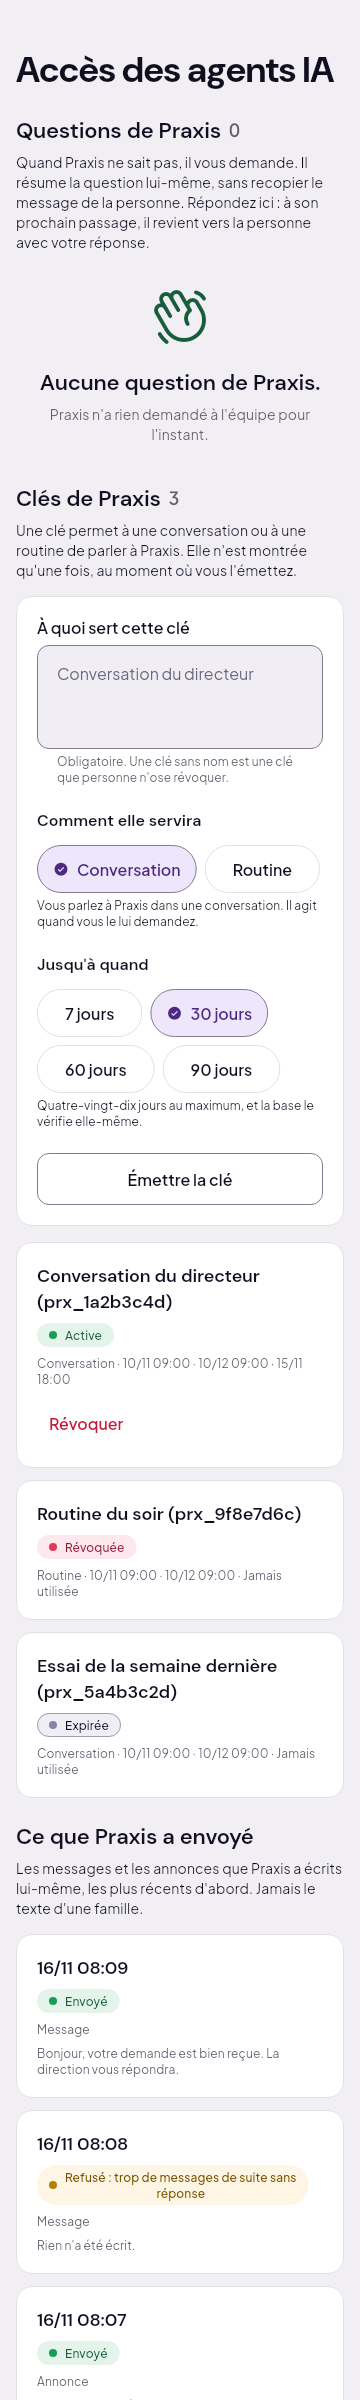 Accès des agents IA
Questions de Praxis 0
Quand Praxis ne sait pas, il vous demande. Il
résume la question lui-même, sans recopier le
message de la personne. Répondez ici : à son
prochain passage, il revient vers la personne
avec votre réponse.
Aucune question de Praxis.
Praxis n'a rien demandé à l'équipe pour
l'instant.
Clés de Praxis 3
Une clé permet à une conversation ou à une
routine de parler à Praxis. Elle n'est montrée
qu'une fois, au moment où vous l'émettez.
À quoi sert cette clé
Conversation du directeur
Obligatoire. Une clé sans nom est une clé
que personne n'ose révoquer.
Comment elle servira
Conversation Routine
Vous parlez à Praxis dans une conversation. Il agit
quand vous le lui demandez.
Jusqu'à quand
7 jours 30 jours
60 jours 90 jours
Quatre-vingt-dix jours au maximum, et la base le
vérifie elle-même.
Émettre la clé
Conversation du directeur
(prx_1a2b3c4d)
Active
Conversation · 10/11 09:00 · 10/12 09:00 · 15/11
18:00
Révoquer
Routine du soir (prx_9f8e7d6c)
Révoquée
Routine · 10/11 09:00 · 10/12 09:00 · Jamais
utilisée
Essai de la semaine dernière
(prx_5a4b3c2d)
Expirée
Conversation · 10/11 09:00 · 10/12 09:00 · Jamais
utilisée
Ce que Praxis a envoyé
Les messages et les annonces que Praxis a écrits
lui-même, les plus récents d'abord. Jamais le
texte d'une famille.
16/11 08:09
Envoyé
Message
Bonjour, votre demande est bien reçue. La
direction vous répondra.
16/11 08:08
Refusé : trop de messages de suite sans
réponse
Message
Rien n'a été écrit.
16/11 08:07
Envoyé
Annonce